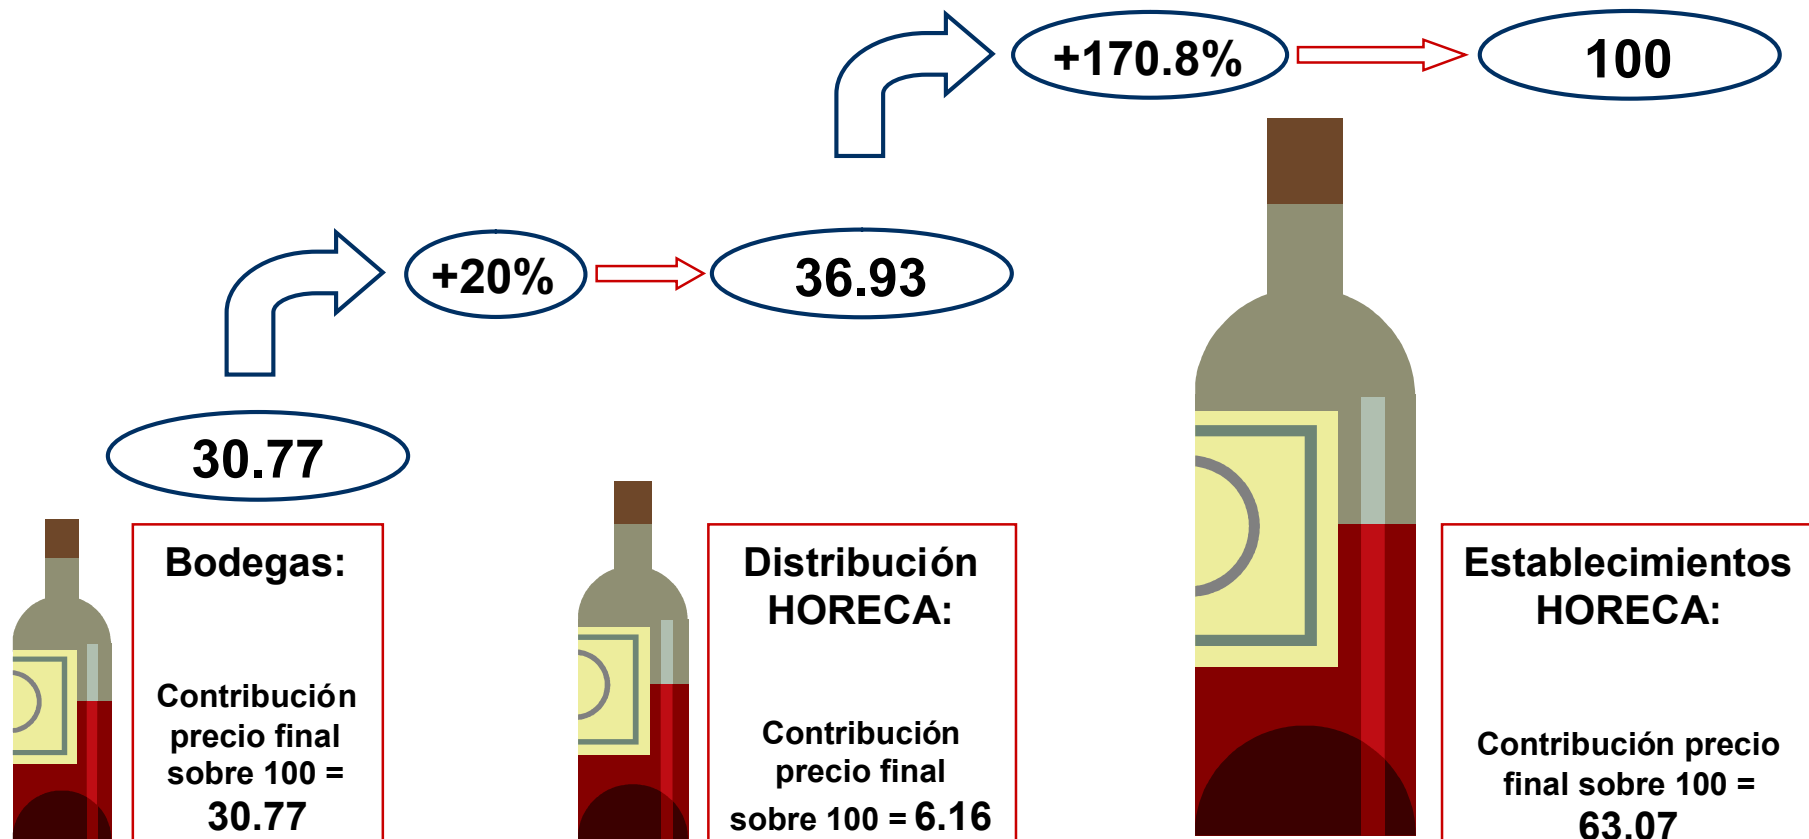 +170.8%
100
+20%
36.93
30.77
Bodegas:
Contribución
precio final
sobre 100 =
30.77
Distribución
HORECA:
Contribución
precio final
sobre 100 = 6.16
Establecimientos
HORECA:
Contribución precio
final sobre 100 =
63.07